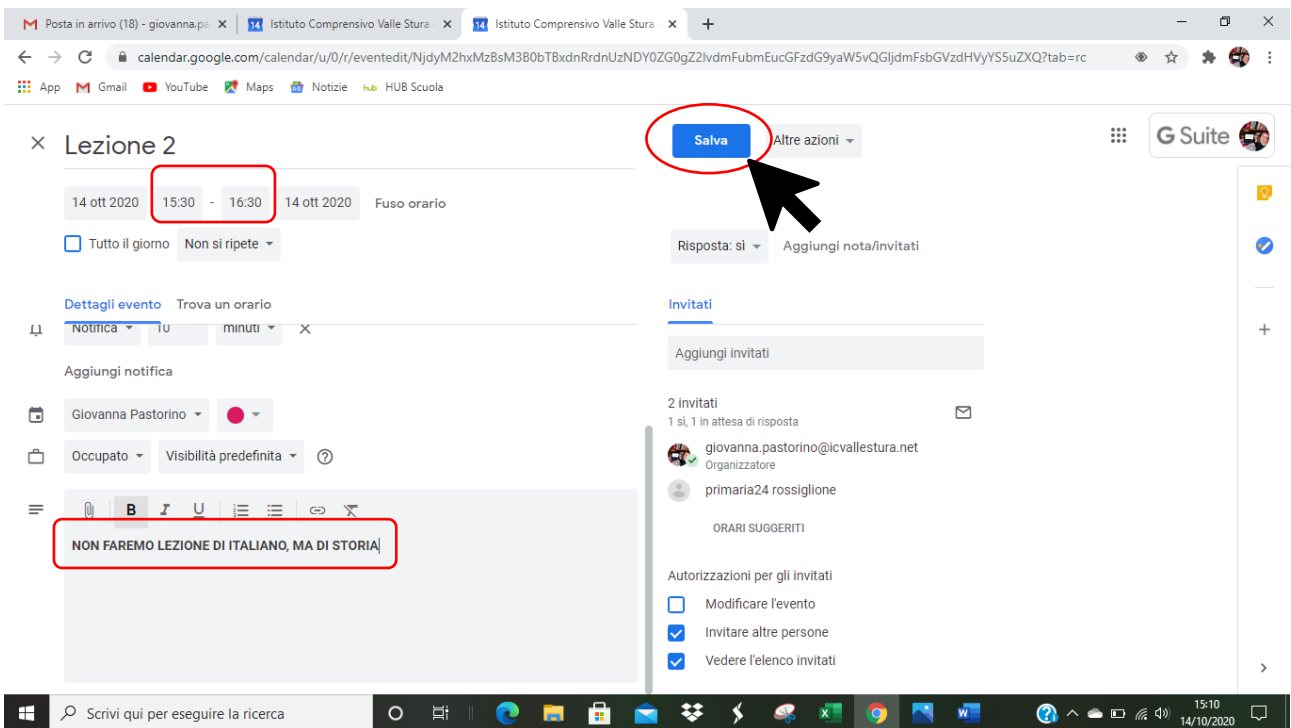 Posta in arrivo (18) - giovanna.pa
Istituto Comprensivo Valle Stura
Istituto Comprensivo Valle Stura
calendar.google.com/calendar/u/0/r/eventedit/NjdyM2hxMzBsM3B0bTBxdnRrdnUzNDY0ZG0gZ2lvdmFubmEucGFzdG9yaW5vQGljdmFsbGVzdHVyYS5uZXQ?tab=rc
App
Gmail
YouTube
Maps
Notizie
hub HUB Scuola
Lezione 2
Salva
Altre azioni
G Suite
14 ott 2020 15:30 - 16:30 14 ott 2020 Fuso orario
Tutto il giorno Non si ripete
Risposta: sì
Aggiungi nota/invitati
Dettagli evento Trova un orario
Notifica 10 minuti
Aggiungi notifica
Giovanna Pastorino
Occupato Visibilità predefinita
B I U
NON FAREMO LEZIONE DI ITALIANO, MA DI STORIA
Invitati
Aggiungi invitati
2 invitati
1 sì, 1 in attesa di risposta
giovanna.pastorino@icvallestura.net
Organizzatore
primaria24 rossiglione
ORARI SUGGERITI
Autorizzazioni per gli invitati
Modificare l'evento
Invitare altre persone
Vedere l'elenco invitati
Scrivi qui per eseguire la ricerca
15:10
14/10/2020